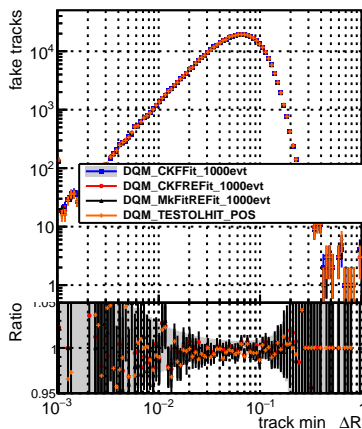 fake tracks
10⁴
10³
10²
10
1
DQM_CKFFit_1000evt
DQM_CKFREFit_1000evt
DQM_MkFitREFit_1000evt
DQM_TESTOLHIT_POS
Ratio
1.05
1
0.95
10⁻³ 10⁻² 10⁻¹ 1
track min ΔR